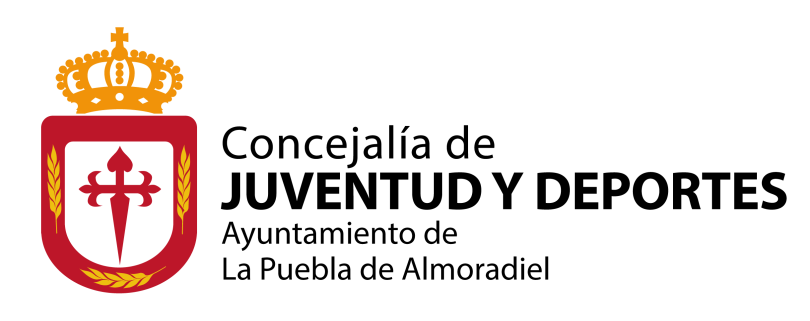 Concejalía de
JUVENTUD Y DEPORTES
Ayuntamiento de
La Puebla de Almoradiel